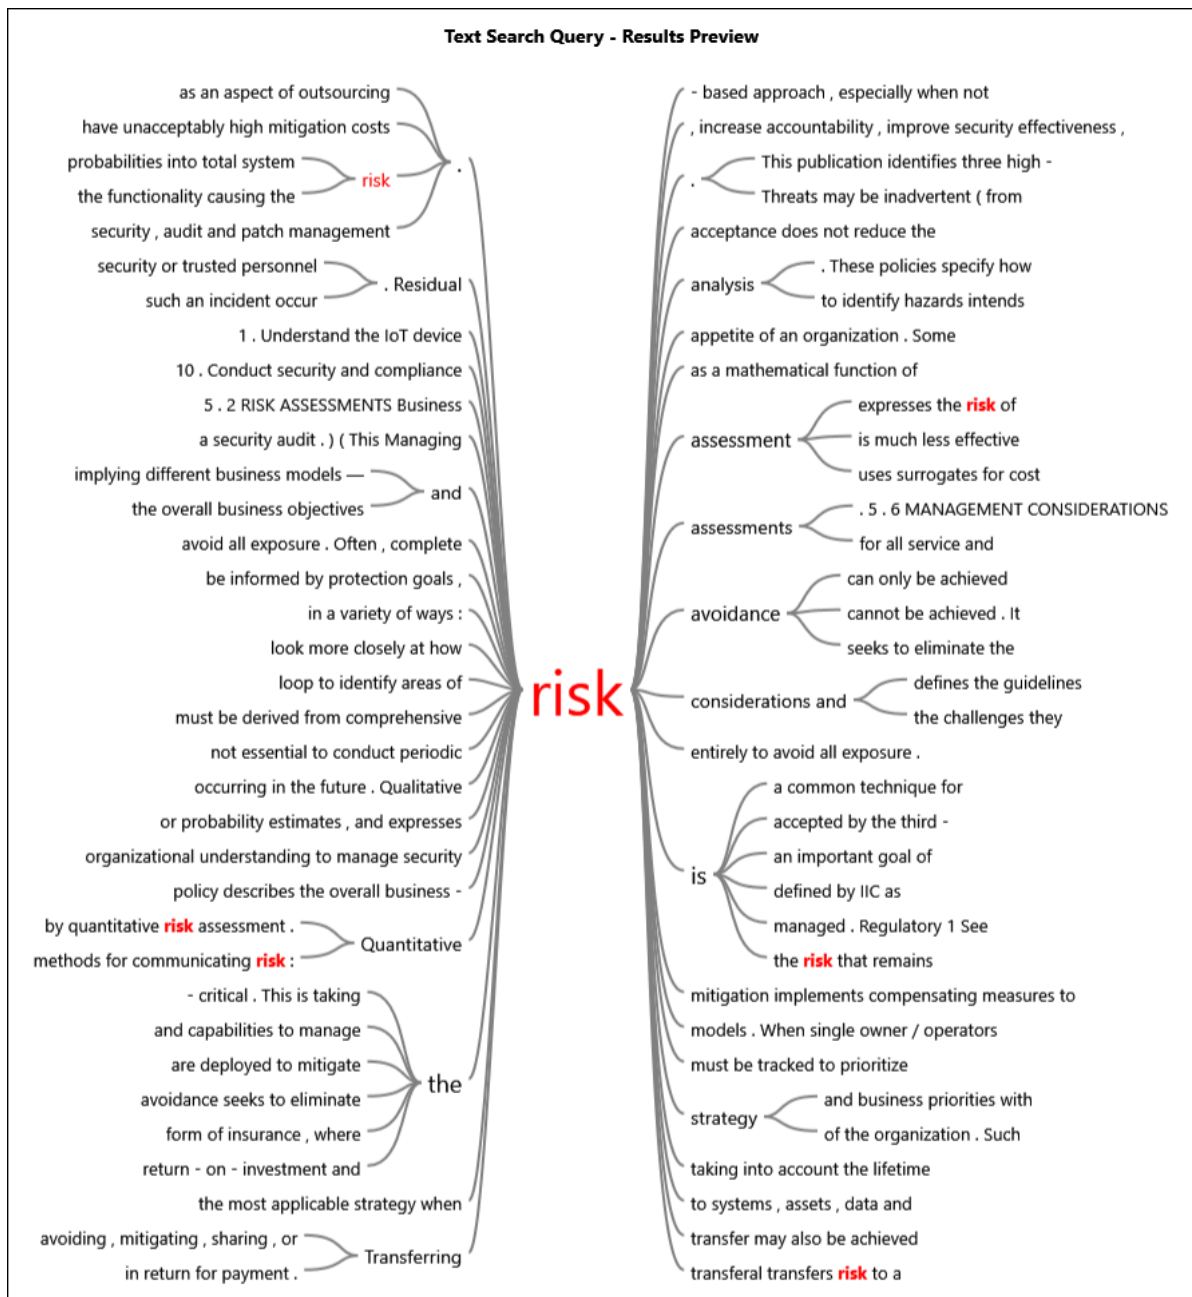 Text Search Query - Results Preview
as an aspect of outsourcing
have unacceptably high mitigation costs
probabilities into total system
the functionality causing the
risk
security , audit and patch management
.
security or trusted personnel
such an incident occur
. Residual
1 . Understand the IoT device
10 . Conduct security and compliance
5 . 2 RISK ASSESSMENTS Business
a security audit . ) ( This Managing
implying different business models —
the overall business objectives
and
avoid all exposure . Often , complete
be informed by protection goals ,
in a variety of ways :
look more closely at how
loop to identify areas of
must be derived from comprehensive
not essential to conduct periodic
occurring in the future . Qualitative
or probability estimates , and expresses
organizational understanding to manage security
policy describes the overall business -
by quantitative risk assessment .
methods for communicating risk :
Quantitative
- critical . This is taking
and capabilities to manage
are deployed to mitigate
avoidance seeks to eliminate
form of insurance , where
return - on - investment and
the
the most applicable strategy when
avoiding , mitigating , sharing , or
in return for payment .
Transferring
risk
- based approach , especially when not
, increase accountability , improve security effectiveness ,
.
This publication identifies three high -
Threats may be inadvertent ( from
acceptance does not reduce the
analysis
. These policies specify how
to identify hazards intends
appetite of an organization . Some
as a mathematical function of
assessment
expresses the risk of
is much less effective
uses surrogates for cost
assessments
. 5 . 6 MANAGEMENT CONSIDERATIONS
for all service and
avoidance
can only be achieved
cannot be achieved . It
seeks to eliminate the
considerations and
defines the guidelines
the challenges they
entirely to avoid all exposure .
is
a common technique for
accepted by the third -
an important goal of
defined by IIC as
managed . Regulatory 1 See
the risk that remains
mitigation implements compensating measures to
models . When single owner / operators
must be tracked to prioritize
strategy
and business priorities with
of the organization . Such
taking into account the lifetime
to systems , assets , data and
transfer may also be achieved
transferal transfers risk to a